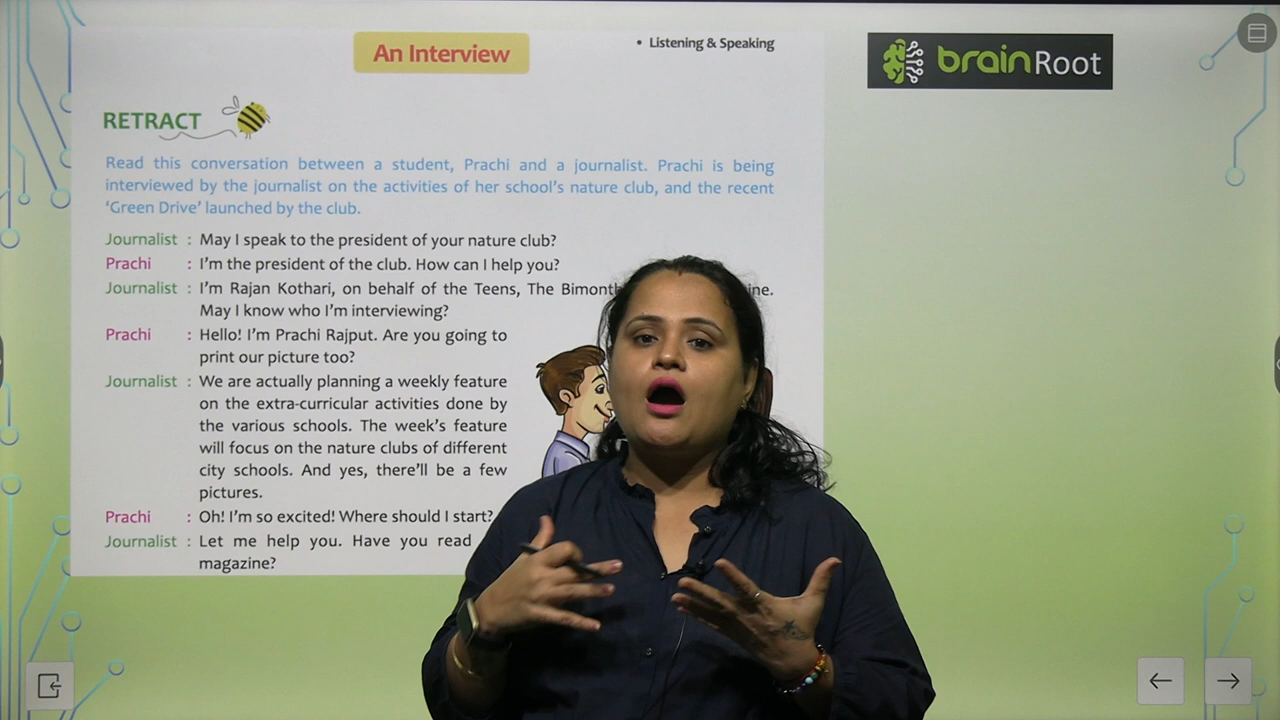 An Interview
• Listening & Speaking
brainRoot
RETRACT
Read this conversation between a student, Prachi and a journalist. Prachi is being
interviewed by the journalist on the activities of her school's nature club, and the recent
'Green Drive' launched by the club.
Journalist : May I speak to the president of your nature club?
Prachi : I'm the president of the club. How can I help you?
Journalist : I'm Rajan Kothari, on behalf of the Teens, The
May I know who I'm interviewing?
Prachi : Hello! I'm Prachi Rajput. Are you going to
print our picture too?
Journalist : We are actually planning a weekly feature
on the extra-curricular activities done by
the various schools. The week's feature
will focus on the nature clubs of different
city schools. And yes, there'll be a few
pictures.
Prachi : Oh! I'm so excited! Where should I start?
Journalist : Let me help you. Have you read
magazine?